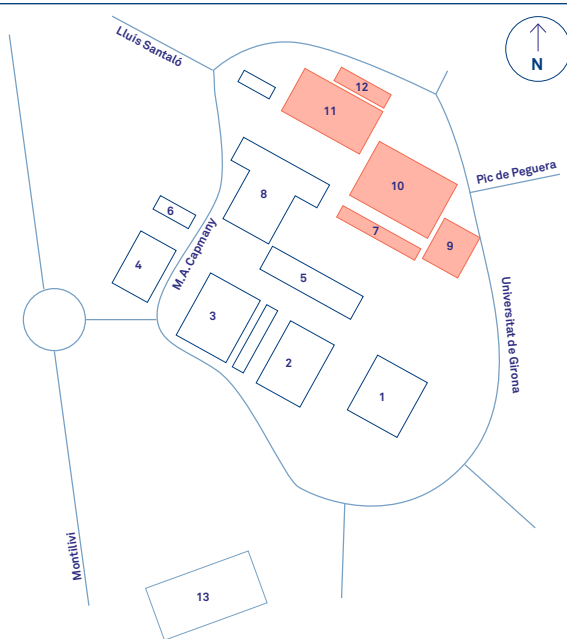 Lluis Santaló
N
12
11
Pic de Peguera
10
8
6
7
9
4
M.A. Capmany
5
3
Universitat de Girona
2
1
Montilivi
13